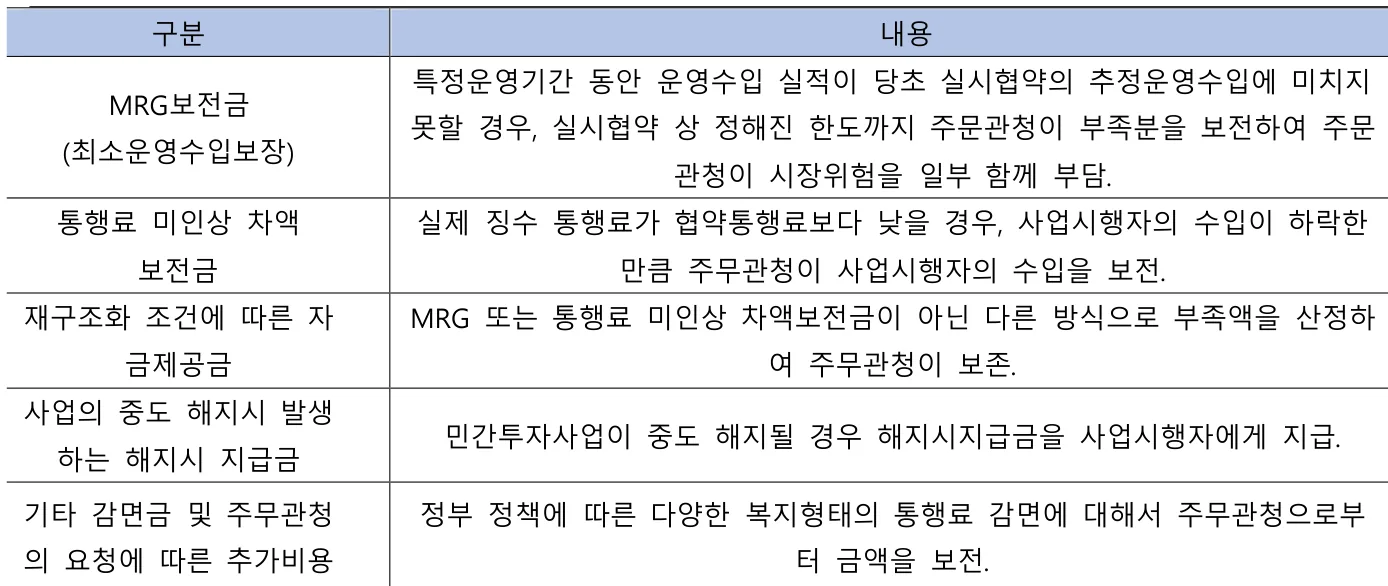 구분
내용
MRG보전금
(최소운영수입보장)
특정운영기간 동안 운영수입 실적이 당초 실시협약의 추정운영수입에 미치지
못할 경우, 실시협약 상 정해진 한도까지 주문관청이 부족분을 보전하여 주문
관청이 시장위험을 일부 함께 부담.
통행료 미인상 차액
보전금
실제 징수 통행료가 협약통행료보다 낮을 경우, 사업시행자의 수입이 하락한
만큼 주무관청이 사업시행자의 수입을 보전.
재구조화 조건에 따른 자
금제공금
MRG 또는 통행료 미인상 차액보전금이 아닌 다른 방식으로 부족액을 산정하
여 주무관청이 보존.
사업의 중도 해지시 발생
하는 해지시 지급금
민간투자사업이 중도 해지될 경우 해지시지급금을 사업시행자에게 지급.
기타 감면금 및 주무관청
의 요청에 따른 추가비용
정부 정책에 따른 다양한 복지형태의 통행료 감면에 대해서 주무관청으로부
터 금액을 보전.